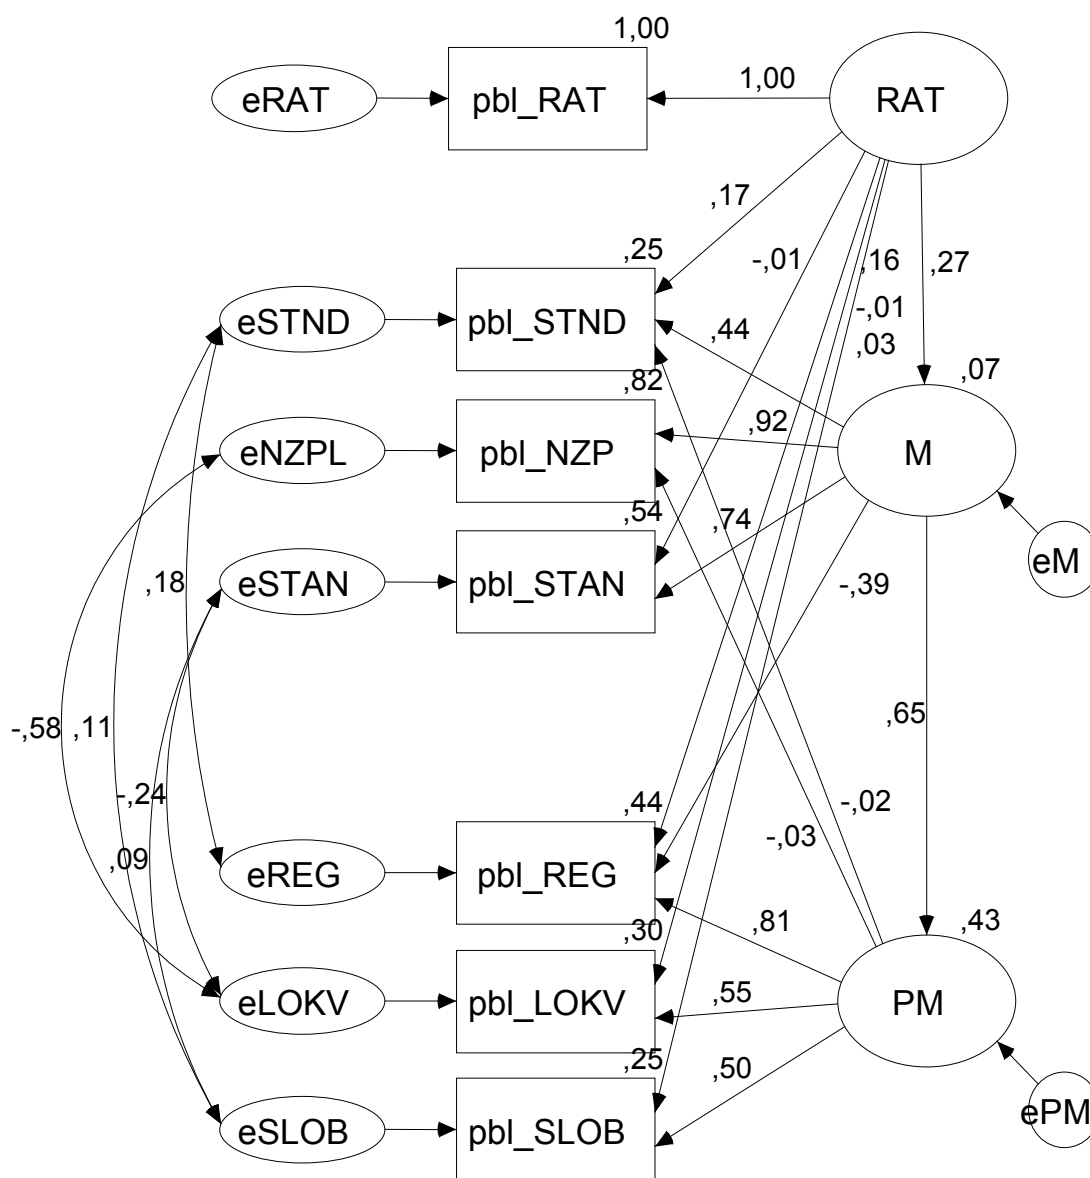 1,00
eRAT
pbl_RAT
1,00
RAT
,17
,25
-,01
,16
,27
eSTND
pbl_STND
,44
-,01
,03
,82
,07
eNZPL
pbl_NZP
,92
M
,54
,74
eSTAN
pbl_STAN
,18
-,39
eM
-,58
,11
,65
-,24
,44
-,02
,09
-,03
eREG
pbl_REG
,81
,30
,43
eLOKV
pbl_LOKV
,55
PM
,25
,50
eSLOB
pbl_SLOB
ePM